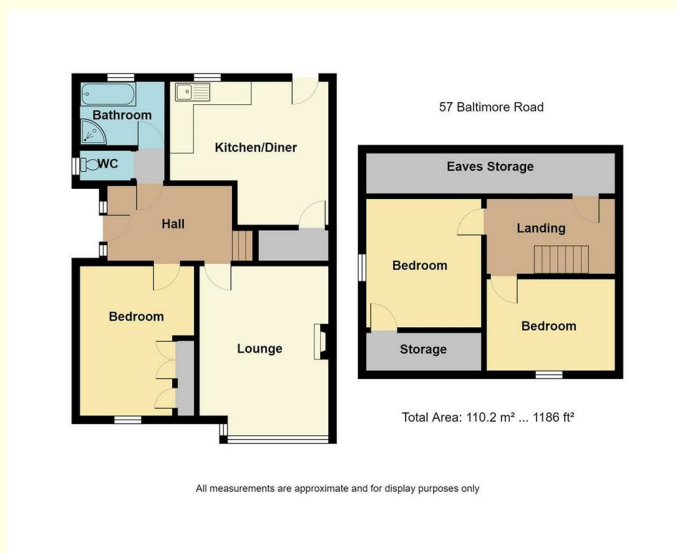 57 Baltimore Road
Bathroom
WC
Kitchen/Diner
Hall
Bedroom
Lounge
Eaves Storage
Landing
Bedroom
Bedroom
Storage
Total Area: 110.2 m² ... 1186 ft²
All measurements are approximate and for display purposes only